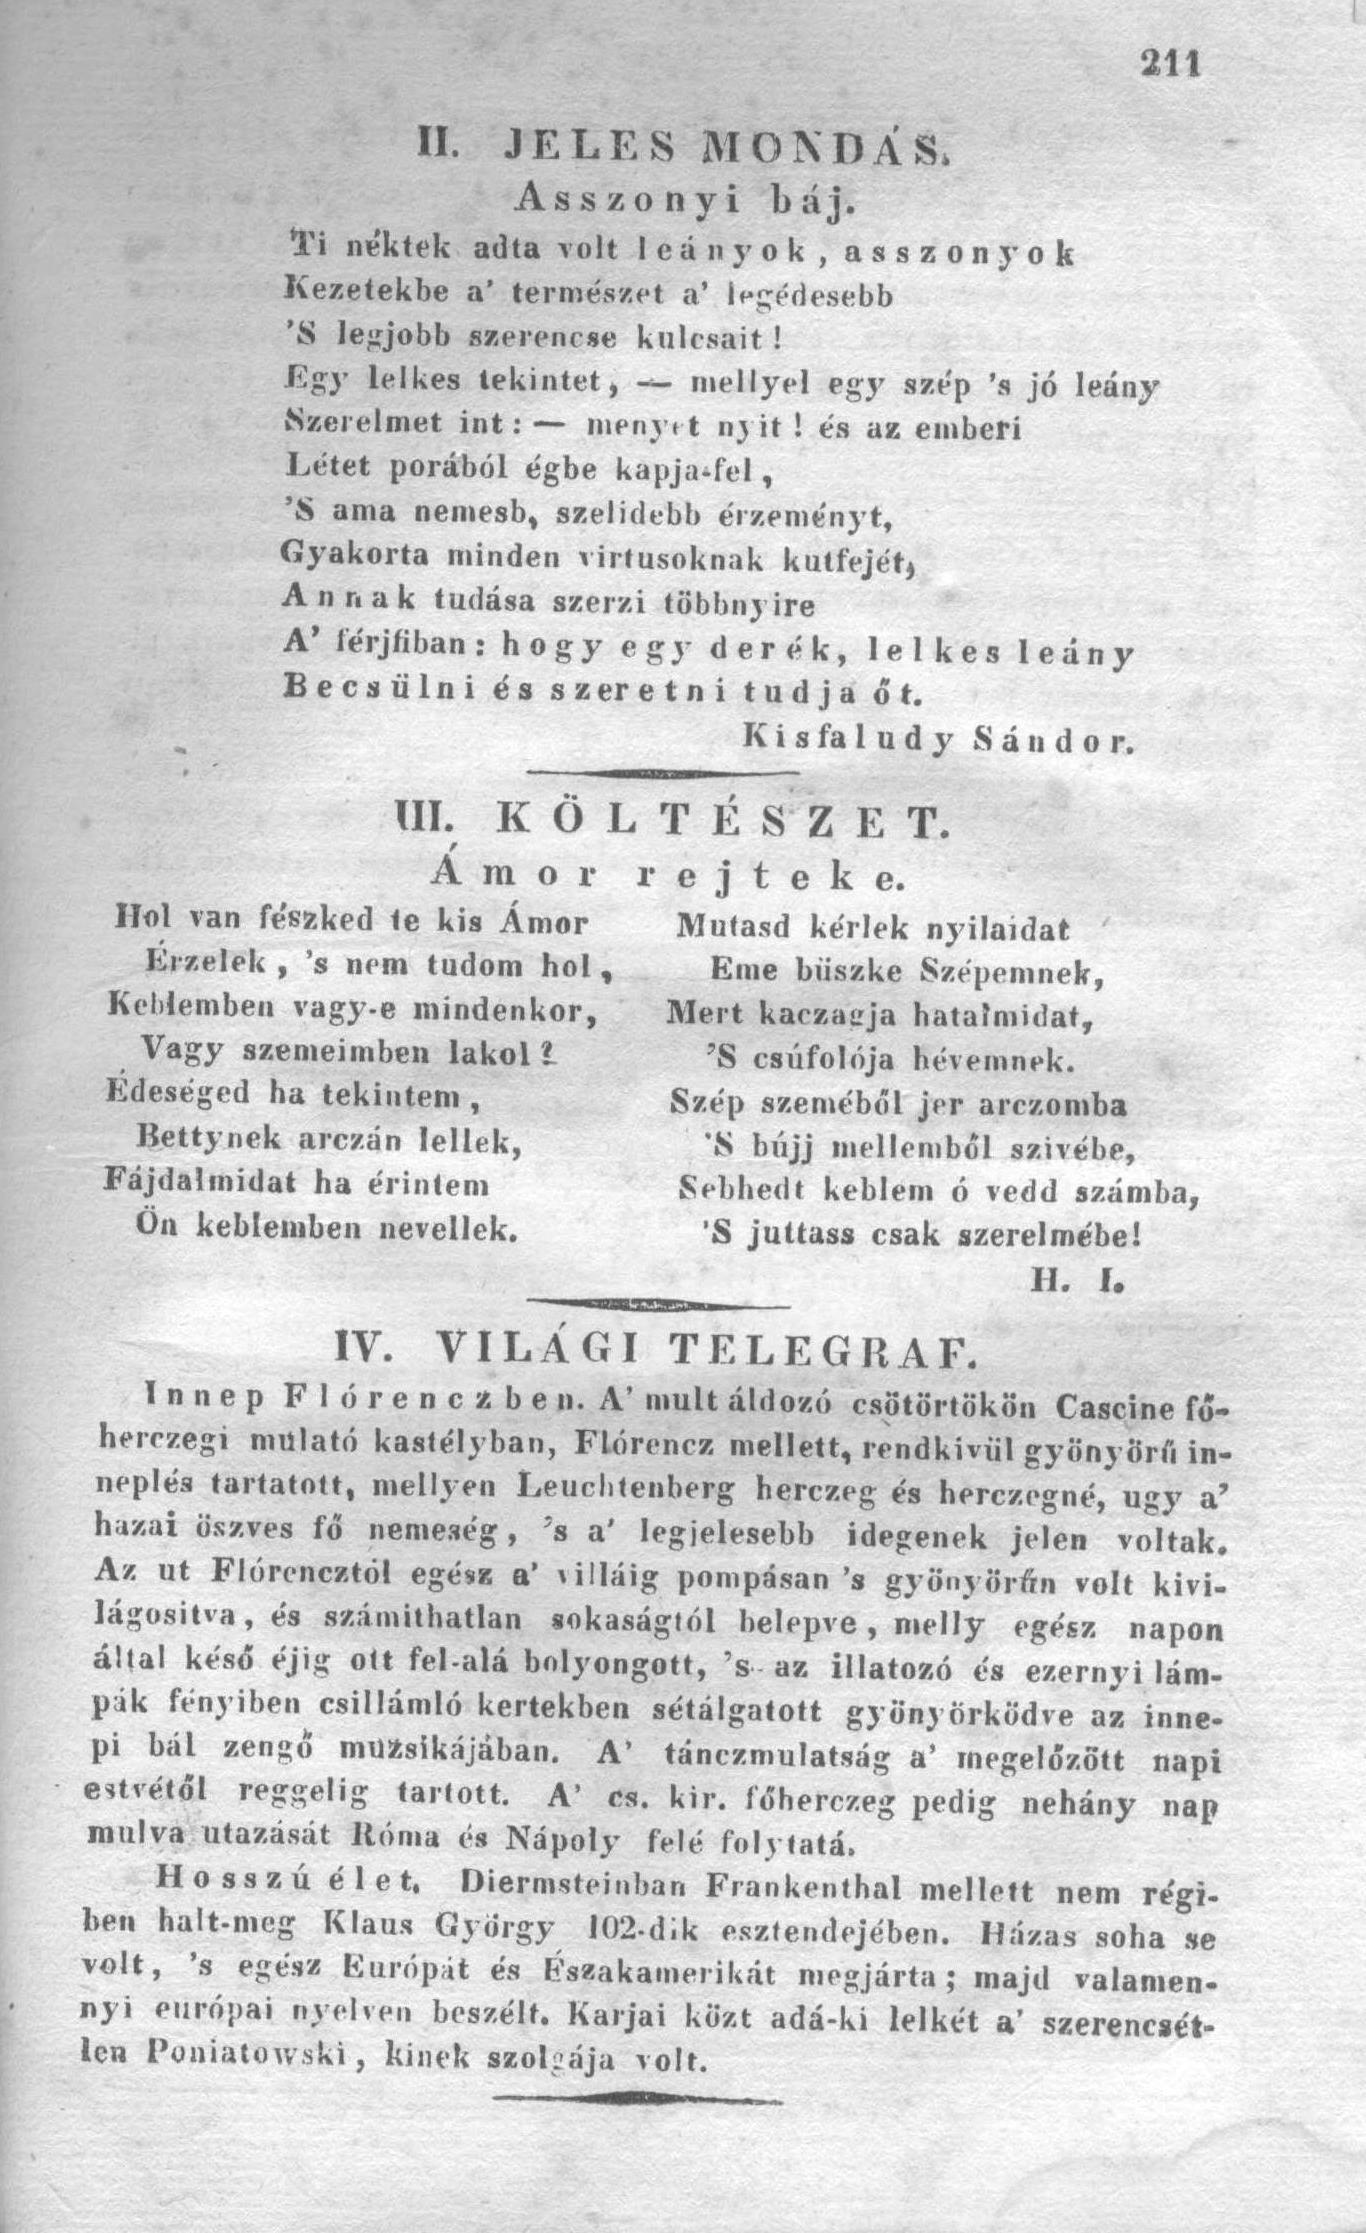 211
II. JELES MONDÁS.
Asszonyi báj.
Ti néktek adta volt leányok, asszonyok
Kezetekbe a' természet a' legédesebb
'S legjobb szerencse kulcsait!
Egy lelkes tekintet, — mellyel egy szép 's jó leány
Szerelmet int: — menyet nyit! és az emberi
Létet porából égbe kapja-fel,
'S ama nemesb, szelidebb érzeményt,
Gyakorta minden virtusoknak kutfejét,
Annak tudása szerzi többnyire
A' férjfiban: hogy egy derék, lelkes leány
Becsülni és szeretni tudja őt.
Kisfaludy Sándor.
III. KÖLTÉSZET.
Ámor rejteke.
Hol van fészked te kis Ámor
Érzelek, 's nem tudom hol,
Keblemben vagy-e mindenkor,
Vagy szemeimben lakol?
Édeséged ha tekintem,
Bettynek arczán lellek,
Fájdalmidat ha érintem
Ön keblemben nevellek.
Mutasd kérlek nyilaidat
Eme büszke Szépemnek,
Mert kaczagja hatalmidat,
'S csúfolója hévemnek.
Szép szeméből jer arczomba
'S bújj mellemből szivébe,
Sebhedt keblem ó vedd számba,
'S juttass csak szerelmébe!
H. I.
IV. VILÁGI TELEGRAF.
Innep Flórenczben. A' mult áldozó csötörtökön Cascine fő-
herczegi mulató kastélyban, Flórencz mellett, rendkivül gyönyörű in-
neplés tartatott, mellyen Leuchtenberg herczeg és herczegné, ugy a'
hazai öszves fő nemeség, 's a' legjelesebb idegenek jelen voltak.
Az ut Flórencztól egész a' villáig pompásan 's gyönyörűn volt kivi-
lágositva, és számithatlan sokaságtól belepve, melly egész napon
által késő éjig ott fel-alá bolyongott, 's az illatozó és ezernyi lám-
pák fényiben csillámló kertekben sétálgatott gyönyörködve az inne-
pi bál zengő muzsikájában. A' tánczmulatság a' megelőzött napi
estvétől reggelig tartott. A' cs. kir. főherczeg pedig nehány nap
mulva utazását Róma és Nápoly felé folytatá.
Hosszú élet. Diermsteinban Frankenthal mellett nem régi-
ben halt-meg Klaus György 102-dik esztendejében. Házas soha se
volt, 's egész Európát és Északamerikát megjárta; majd valamen-
nyi európai nyelven beszélt. Karjai közt adá-ki lelkét a' szerencsét-
len Poniatowski, kinek szolgája volt.